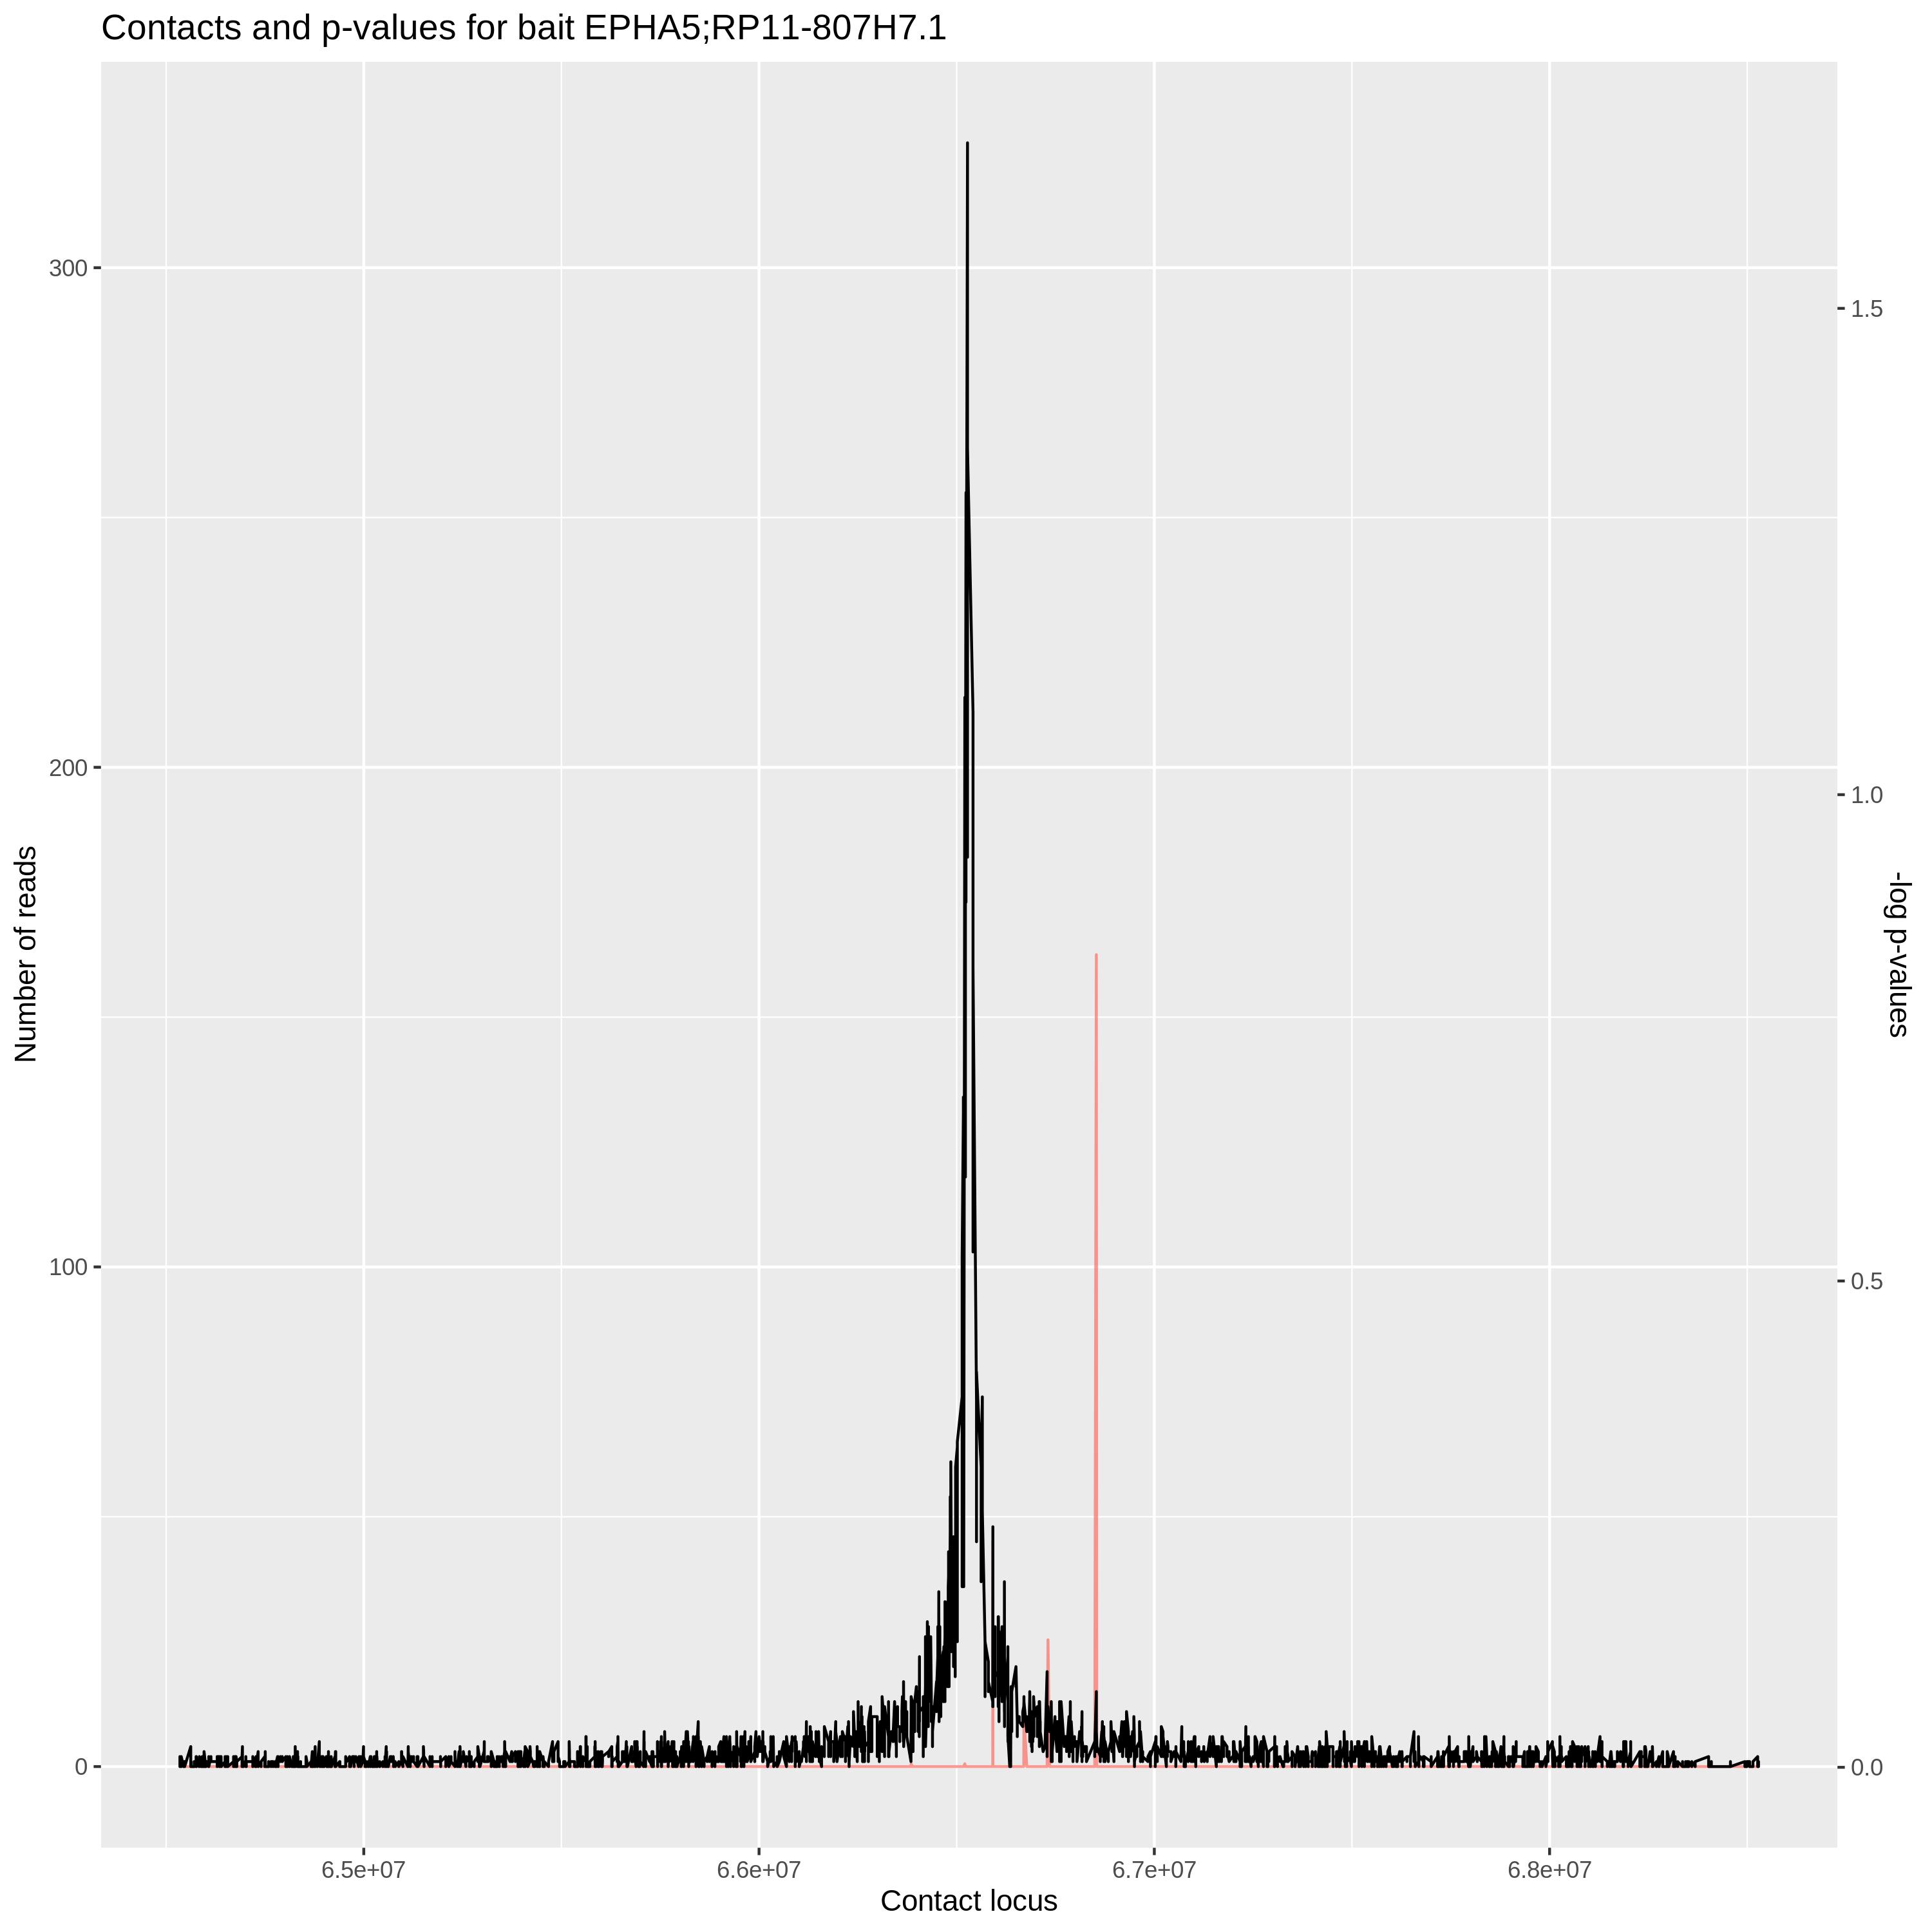 Contacts and p-values for bait EPHA5;RP11-807H7.1
300
200
100
0
Number of reads
1.5
1.0
0.5
0.0
-log p-values
6.5e+07
6.6e+07
6.7e+07
6.8e+07
Contact locus